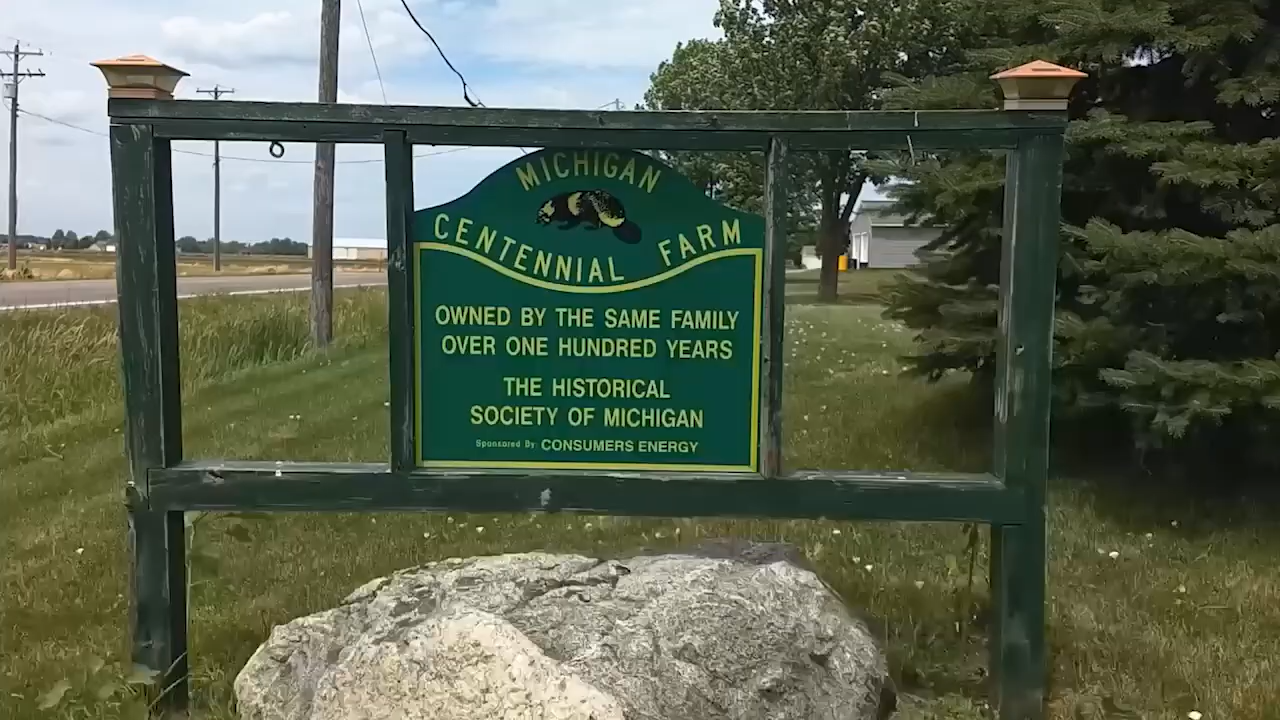 MICHIGAN
CENTENNIAL FARM
OWNED BY THE SAME FAMILY
OVER ONE HUNDRED YEARS
THE HISTORICAL
SOCIETY OF MICHIGAN
Sponsored By: CONSUMERS ENERGY